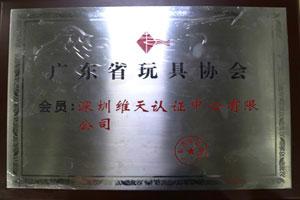 广东省玩具协会
会员：深圳维天认证中心有限
公司